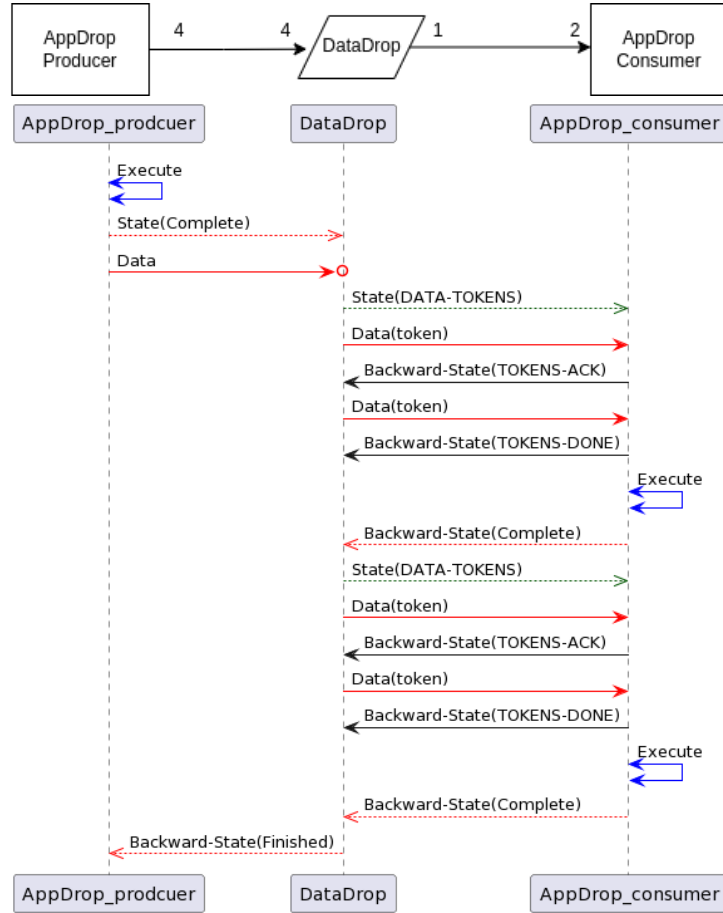 AppDrop
Producer
4
4
DataDrop
1
2
AppDrop
Consumer
AppDrop_prodcuer
DataDrop
AppDrop_consumer
Execute
State(Complete)
Data
State(DATA-TOKENS)
Data(token)
Backward-State(TOKENS-ACK)
Data(token)
Backward-State(TOKENS-DONE)
Execute
Backward-State(Complete)
State(DATA-TOKENS)
Data(token)
Backward-State(TOKENS-ACK)
Data(token)
Backward-State(TOKENS-DONE)
Execute
Backward-State(Complete)
Backward-State(Finished)
AppDrop_prodcuer
DataDrop
AppDrop_consumer